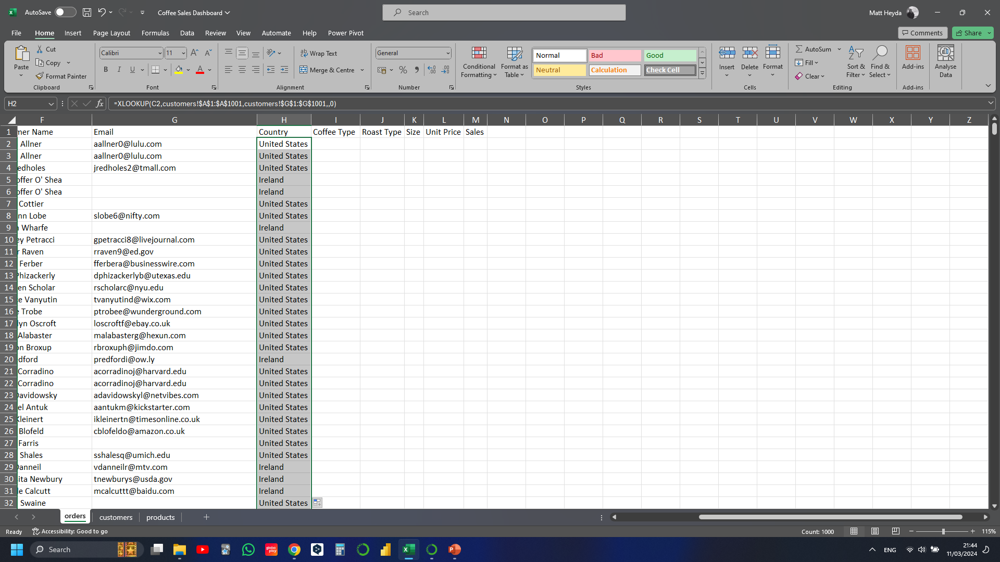 AutoSave
Coffee Sales Dashboard
Search
Matt Heyda
File Home Insert Page Layout Formulas Data Review View Automate Help Power Pivot
Comments Share
Paste Cut Copy Format Painter
Clipboard
Calibri 11
B I U
Font
Wrap Text
Merge & Centre
Alignment
General
Number
Conditional Formatting
Format as Table
Normal Bad Good
Neutral Calculation Check Cell
Styles
Insert Delete Format
Cells
AutoSum
Fill
Clear
Sort & Filter
Find & Select
Editing
Add-ins
Add-ins
Analyse Data
H2 fx =XLOOKUP(C2,customers!$A$1:$A$1001,customers!$G$1:$G$1001,,0)
F G H I J K L M N O P Q R S T U V W X Y Z
1 mer Name Email Country Coffee Type Roast Type Size Unit Price Sales
2 Allner aallner0@lulu.com United States
3 Allner aallner0@lulu.com United States
4 edholes jredholes2@tmall.com United States
5 offer O' Shea Ireland
6 offer O' Shea Ireland
7 Cottier United States
8 nn Lobe slobe6@nifty.com United States
9 Wharfe Ireland
10 ey Petracci gpetracci8@livejournal.com United States
11 r Raven rraven9@ed.gov United States
12 Ferber fferbera@businesswire.com United States
13 Phizackerly dphizackerlyb@utexas.edu United States
14 en Scholar rscholarc@nyu.edu United States
15 e Vanyutin tvanyutind@wix.com United States
16 e Trobe ptrobee@wunderground.com United States
17 lyn Oscroft loscroftf@ebay.co.uk United States
18 Alabaster malabasterg@hexun.com United States
19 on Broxup rbroxuph@jimdo.com United States
20 dford predfordi@ow.ly Ireland
21 Corradino acorradinoj@harvard.edu United States
22 Corradino acorradinoj@harvard.edu United States
23 Davidowsky adavidowskyl@netvibes.com United States
24 el Antuk aantukm@kickstarter.com United States
25 Kleinert ikleinertn@timesonline.co.uk United States
26 Blofeld cblofeldo@amazon.co.uk United States
27 Farris United States
28 Shales sshalesq@umich.edu United States
29 Danneil vdanneilr@mtv.com Ireland
30 ita Newbury tnewburys@usda.gov Ireland
31 le Calcutt mcalcuttt@baidu.com Ireland
32 Swaine United States
orders customers products
Ready Accessibility: Good to go Count: 1000 115%
Search
globo play
ENG
21:44
11/03/2024